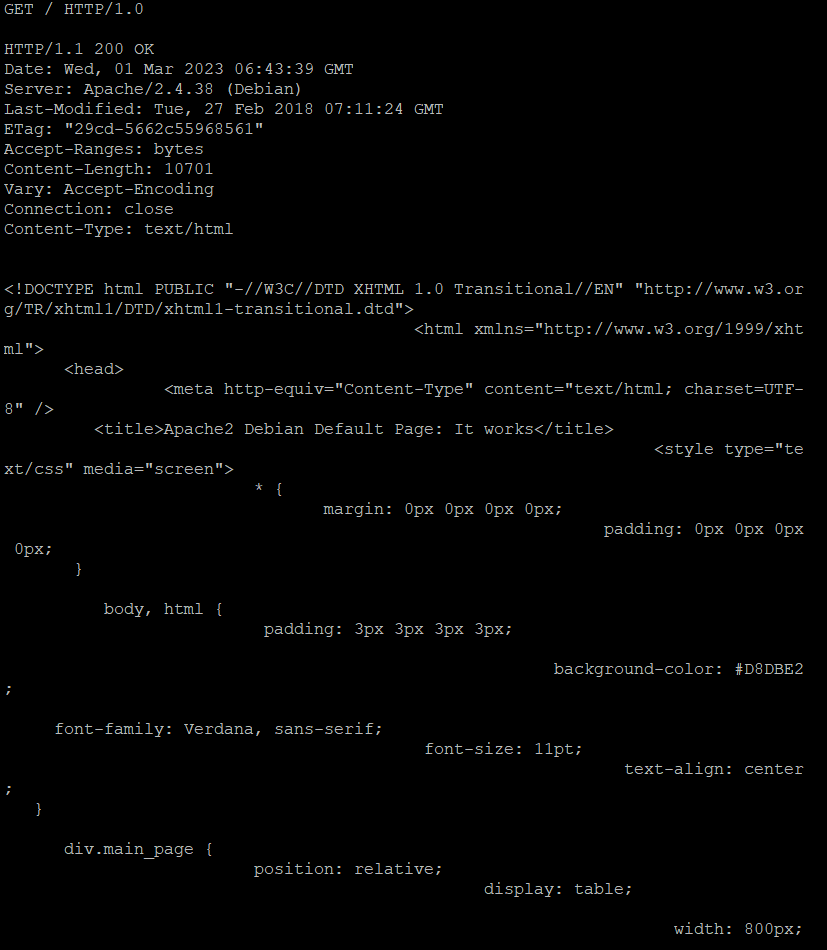 GET / HTTP/1.0
HTTP/1.1 200 OK
Date: Wed, 01 Mar 2023 06:43:39 GMT
Server: Apache/2.4.38 (Debian)
Last-Modified: Tue, 27 Feb 2018 07:11:24 GMT
ETag: "29cd-5662c55968561"
Accept-Ranges: bytes
Content-Length: 10701
Vary: Accept-Encoding
Connection: close
Content-Type: text/html
<!DOCTYPE html PUBLIC "-//W3C//DTD XHTML 1.0 Transitional//EN" "http://www.w3.or
g/TR/xhtml1/DTD/xhtml1-transitional.dtd">
<html xmlns="http://www.w3.org/1999/xht
ml">
<head>
<meta http-equiv="Content-Type" content="text/html; charset=UTF-
8" />
<title>Apache2 Debian Default Page: It works</title>
<style type="te
xt/css" media="screen">
* {
margin: 0px 0px 0px 0px;
padding: 0px 0px 0px
0px;
}
body, html {
padding: 3px 3px 3px 3px;
background-color: #D8DBE2
;
font-family: Verdana, sans-serif;
font-size: 11pt;
text-align: center
;
}
div.main_page {
position: relative;
display: table;
width: 800px;